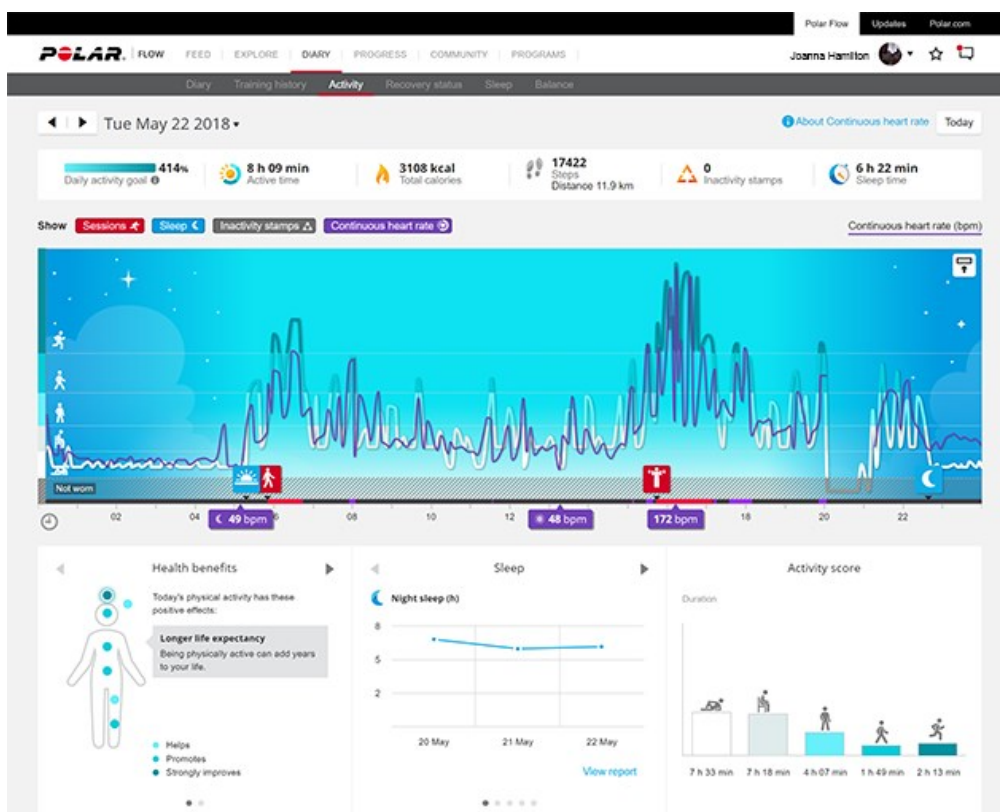 Polar Flow Updates Polar.com
POLAR. FLOW FEED EXPLORE DIARY PROGRESS COMMUNITY PROGRAMS Joanna Hamilton
Diary Training history Activity Recovery status Sleep Balance
Tue May 22 2018 About Continuous heart rate Today
414% 8 h 09 min 3108 kcal 17422 0 6 h 22 min
Daily activity goal Active time Total calories Steps Inactivity stamps Sleep time
Distance 11.9 km
Show Sessions Sleep Inactivity stamps Continuous heart rate Continuous heart rate (bpm)
Not worn
02 04 06 08 10 12 18 20 22
49 bpm 48 bpm 172 bpm
Health benefits Sleep Activity score
Today's physical activity has these
positive effects:
Longer life expectancy
Being physically active can add years
to your life.
Helps
Promotes
Strongly improves
Night sleep (h)
8
5
2
20 May 21 May 22 May
View report
Duration
7 h 33 min 7 h 18 min 4 h 07 min 1 h 49 min 2 h 13 min